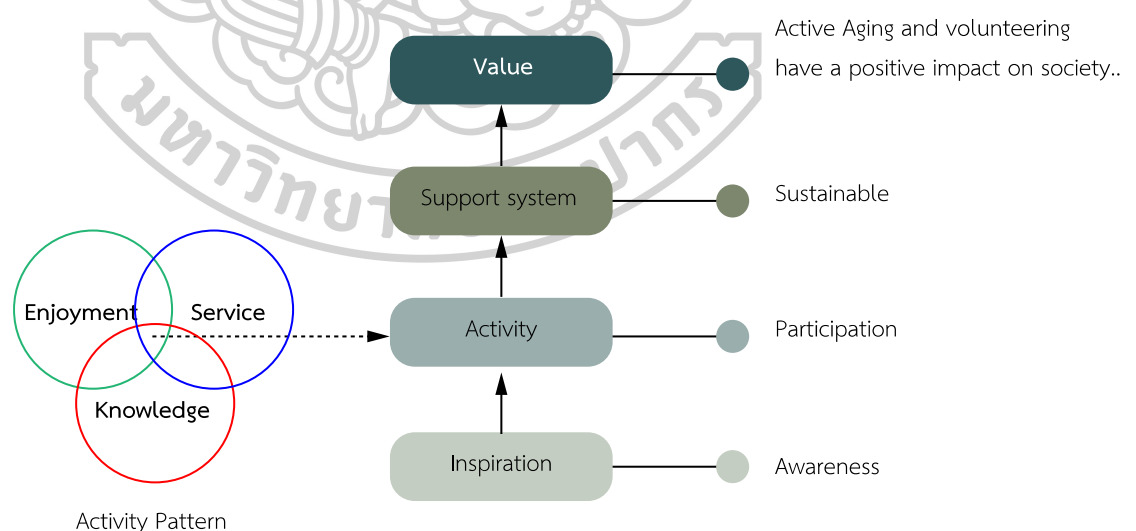 Active Aging and volunteering
have a positive impact on society..
Value
Support system
Sustainable
Enjoyment
Service
Activity
Participation
Knowledge
Inspiration
Awareness
Activity Pattern